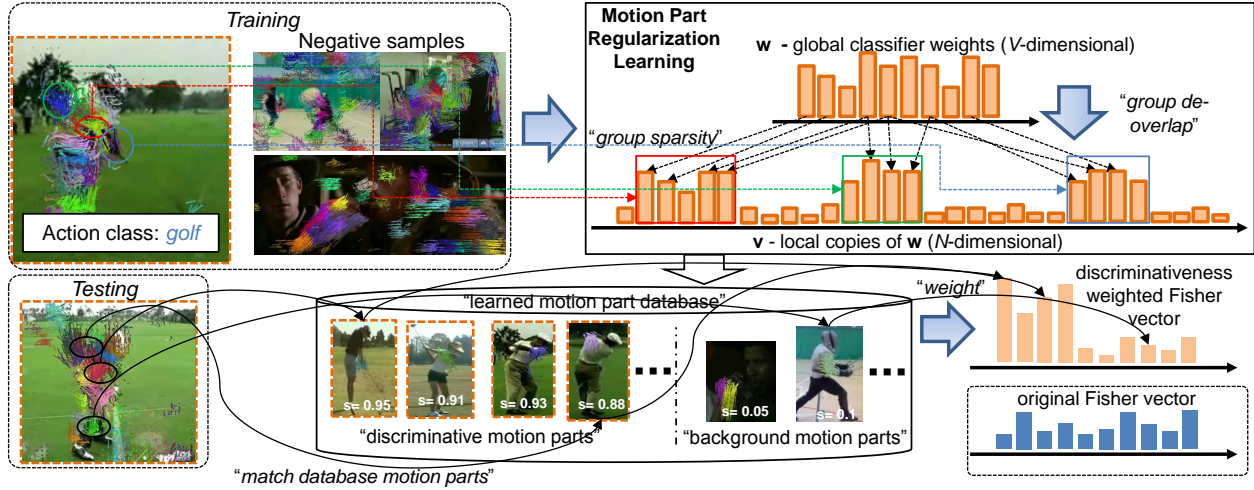 Training
Negative samples
Action class: golf
Motion Part
Regularization
Learning
w - global classifier weights (V-dimensional)
“group sparsity”
“group de-
overlap”
v - local copies of w (N-dimensional)
Testing
“learned motion part database”
s= 0.95
s= 0.91
s= 0.93
s= 0.88
s= 0.05
s= 0.1
“discriminative motion parts”
“background motion parts”
“match database motion parts”
“weight”
discriminativeness
weighted Fisher
vector
original Fisher vector